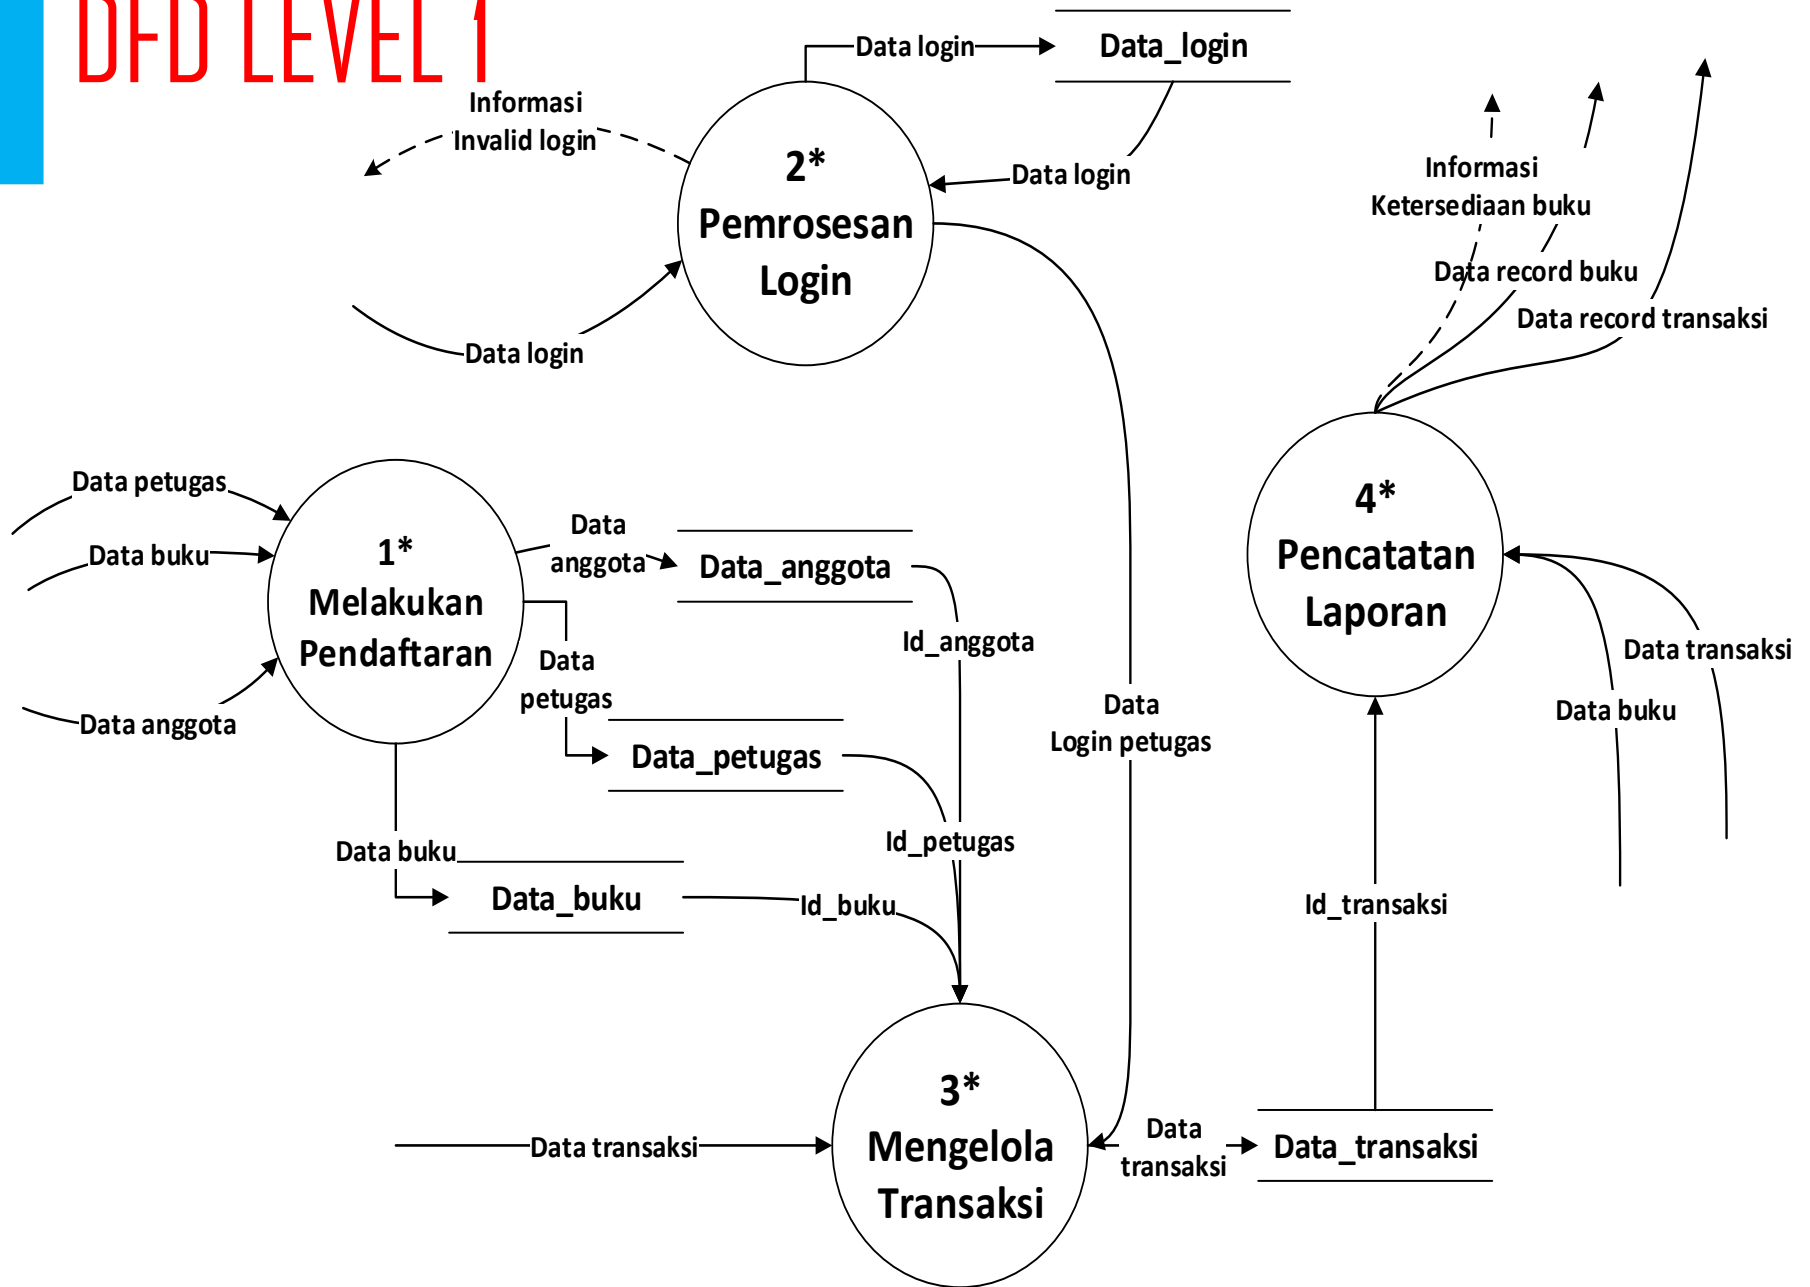 DFD LEVEL 1
Data login
Data_login
Informasi
Invalid login
2*
Pemrosesan
Login
Data login
Data login
Informasi
Ketersediaan buku
Data record buku
Data record transaksi
Data petugas
Data buku
Data anggota
1*
Melakukan
Pendaftaran
Data
anggota
Data_anggota
Id_anggota
Data
petugas
Data_petugas
Id_petugas
Data buku
Data_buku
Id_buku
Data
Login petugas
4*
Pencatatan
Laporan
Data transaksi
Data buku
Id_transaksi
Data transaksi
3*
Mengelola
Transaksi
Data
transaksi
Data_transaksi